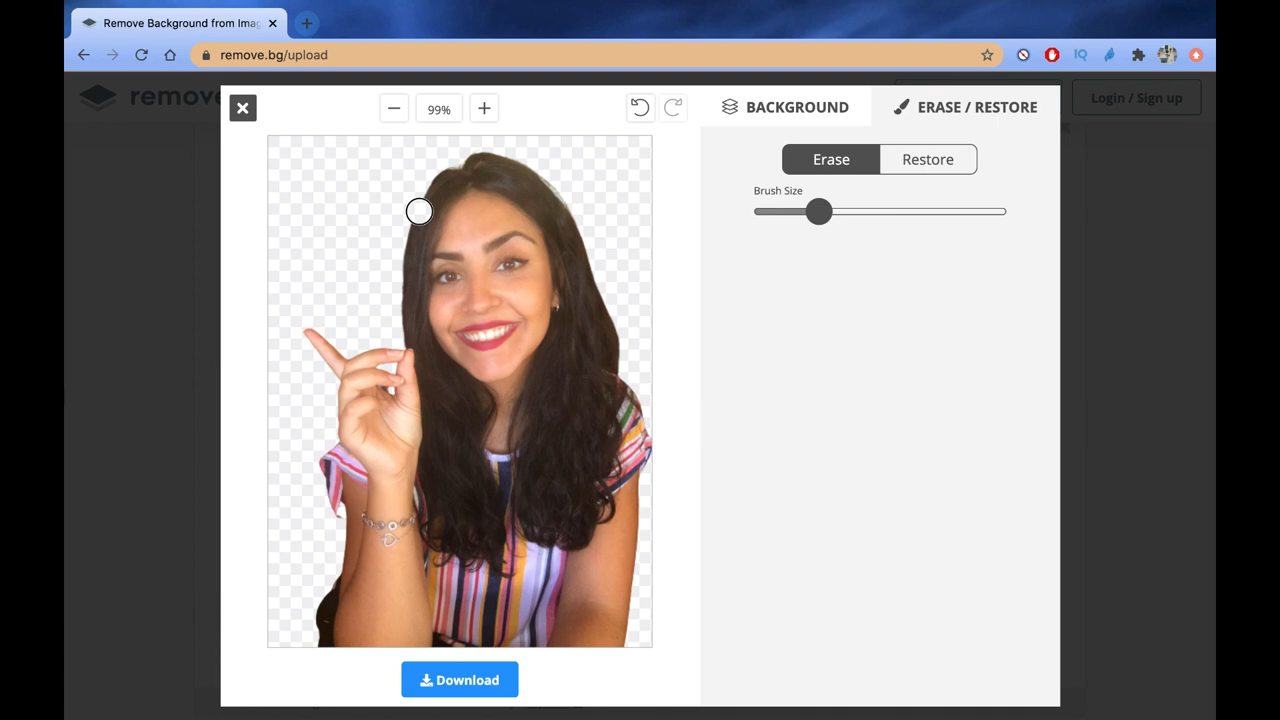 Remove Background from Imag
remove.bg/upload
IQ
remove
Login / Sign up
99%
BACKGROUND
ERASE / RESTORE
Erase
Restore
Brush Size
Download